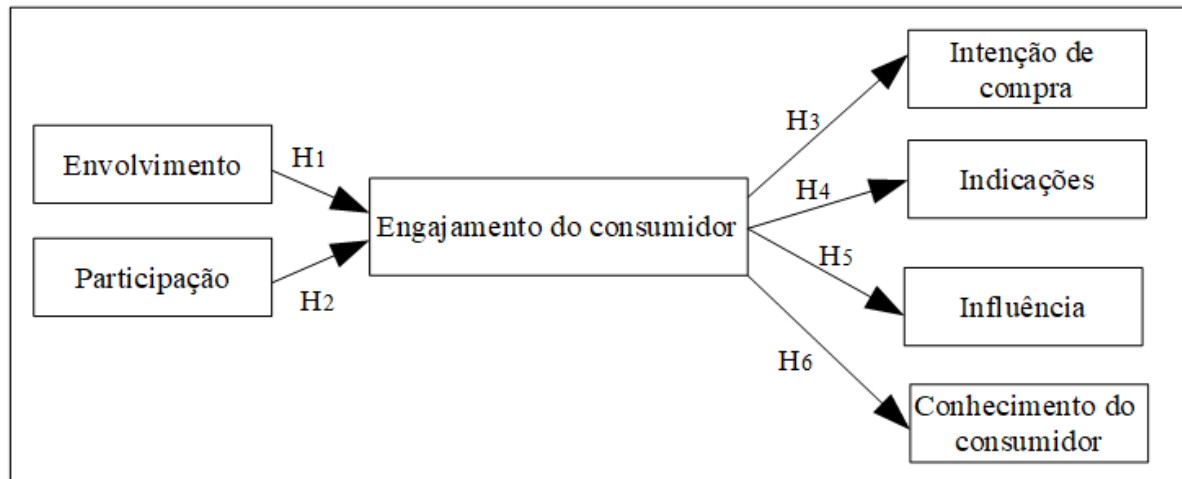 Envolvimento
H1
Participação
H2
Engajamento do consumidor
H3
Intenção de
compra
H4
Indicações
H5
Influência
H6
Conhecimento do
consumidor